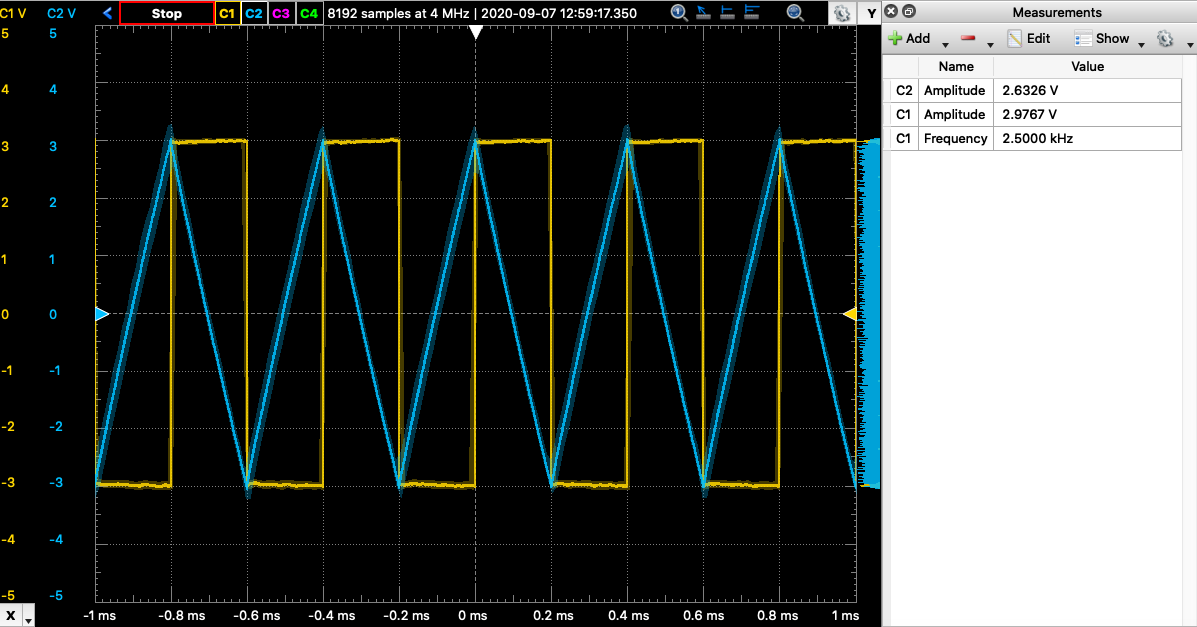 C1 V C2 V Stop C1 C2 C3 C4 8192 samples at 4 MHz | 2020-09-07 12:59:17.350 Y Measurements
Add Edit Show
Name Value
C2 Amplitude 2.6326 V
C1 Amplitude 2.9767 V
C1 Frequency 2.5000 kHz
5 5
4 4
3 3
2 2
1 1
0 0
-1 -1
-2 -2
-3 -3
-4 -4
-5 -5
X -1 ms -0.8 ms -0.6 ms -0.4 ms -0.2 ms 0 ms 0.2 ms 0.4 ms 0.6 ms 0.8 ms 1 ms